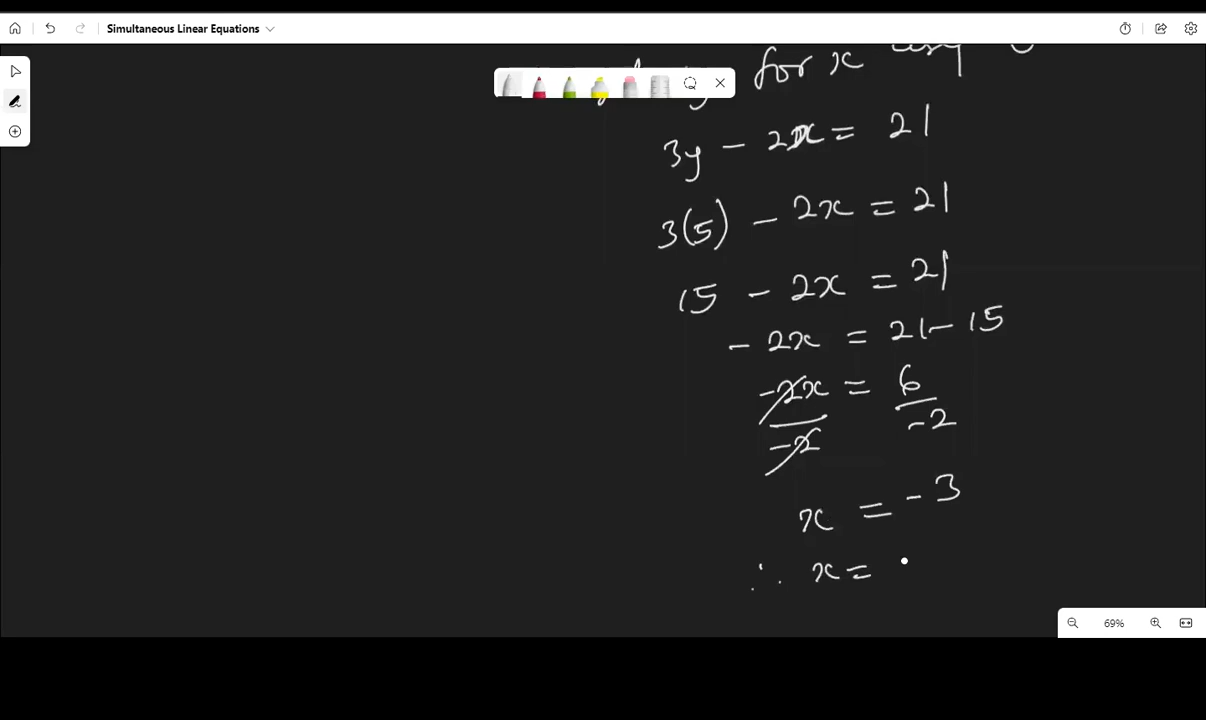 Simultaneous Linear Equations
for x
3y - 2x = 21
3(5) - 2x = 21
15 - 2x = 21
- 2x = 21 - 15
-2x = 6
-2 -2
x = -3
∴ x =
69%